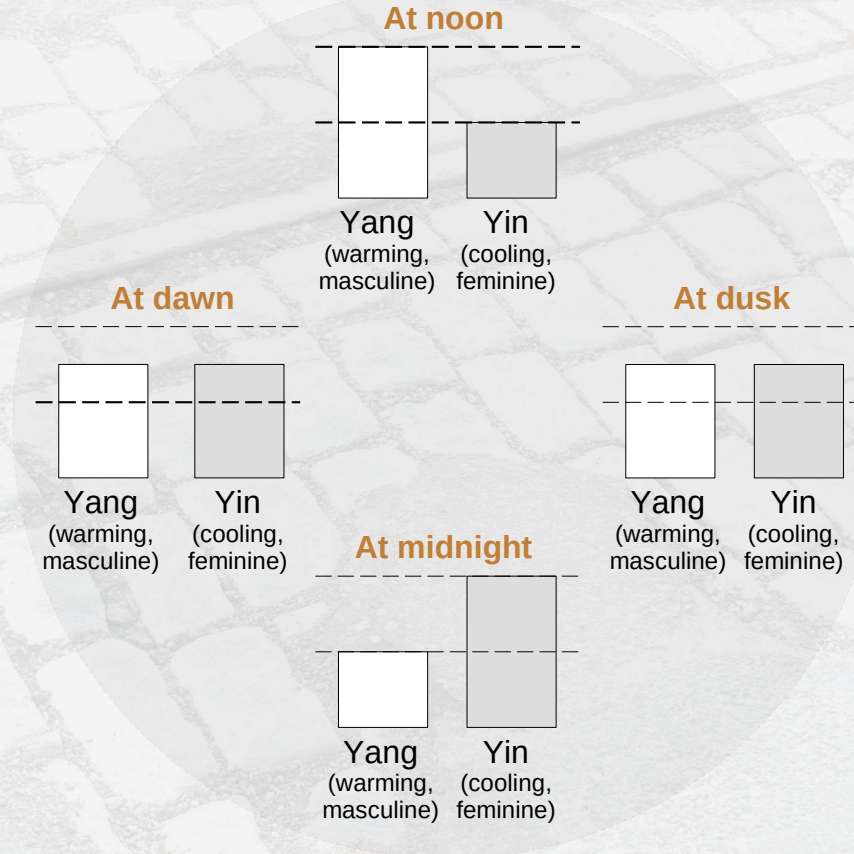 At noon
Yang Yin
(warming, (cooling,
masculine) feminine)
At dawn
Yang Yin
(warming, (cooling,
masculine) feminine)
At dusk
Yang Yin
(warming, (cooling,
masculine) feminine)
At midnight
Yang Yin
(warming, (cooling,
masculine) feminine)